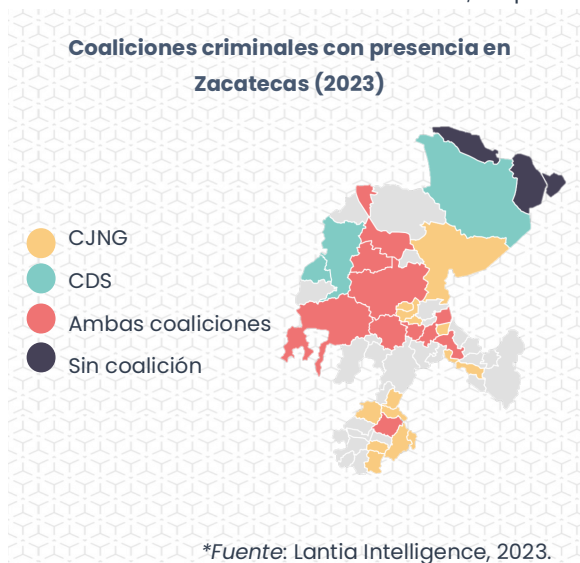 Coaliciones criminales con presencia en
Zacatecas (2023)
CJNG
CDS
Ambas coaliciones
Sin coalición
*Fuente: Lantia Intelligence, 2023.